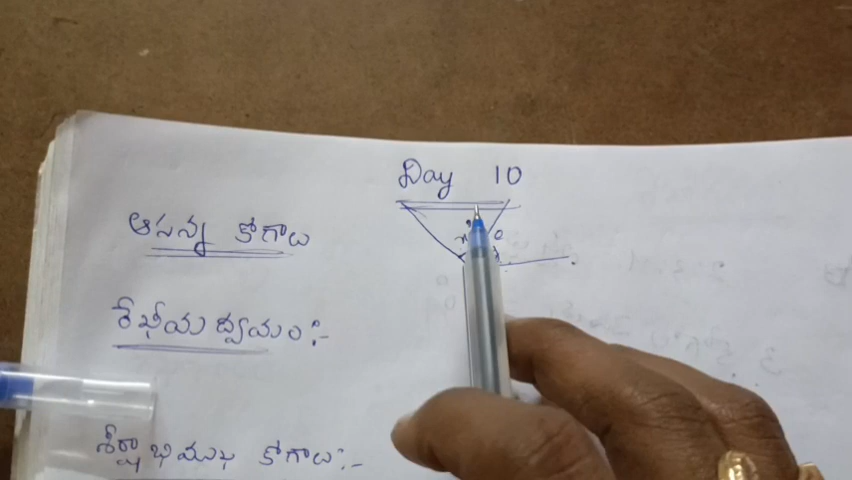 Day 10
ఆసన్న కోణాలు
రేఖీయ ద్వయం :-
శీర్షాభిముఖ కోణాలు :-